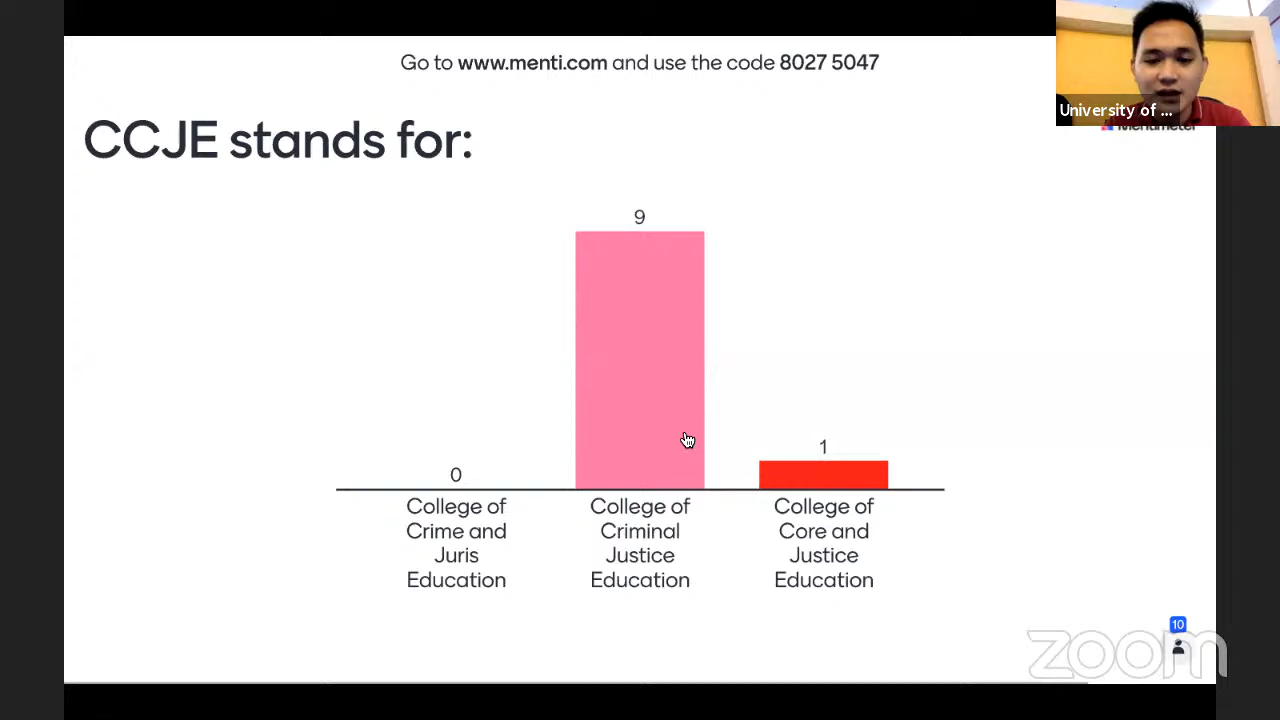 Go to www.menti.com and use the code 8027 5047
University of ...
Mentimeter
CCJE stands for:
9
1
0
College of
Crime and
Juris
Education
College of
Criminal
Justice
Education
College of
Core and
Justice
Education
10
zoom